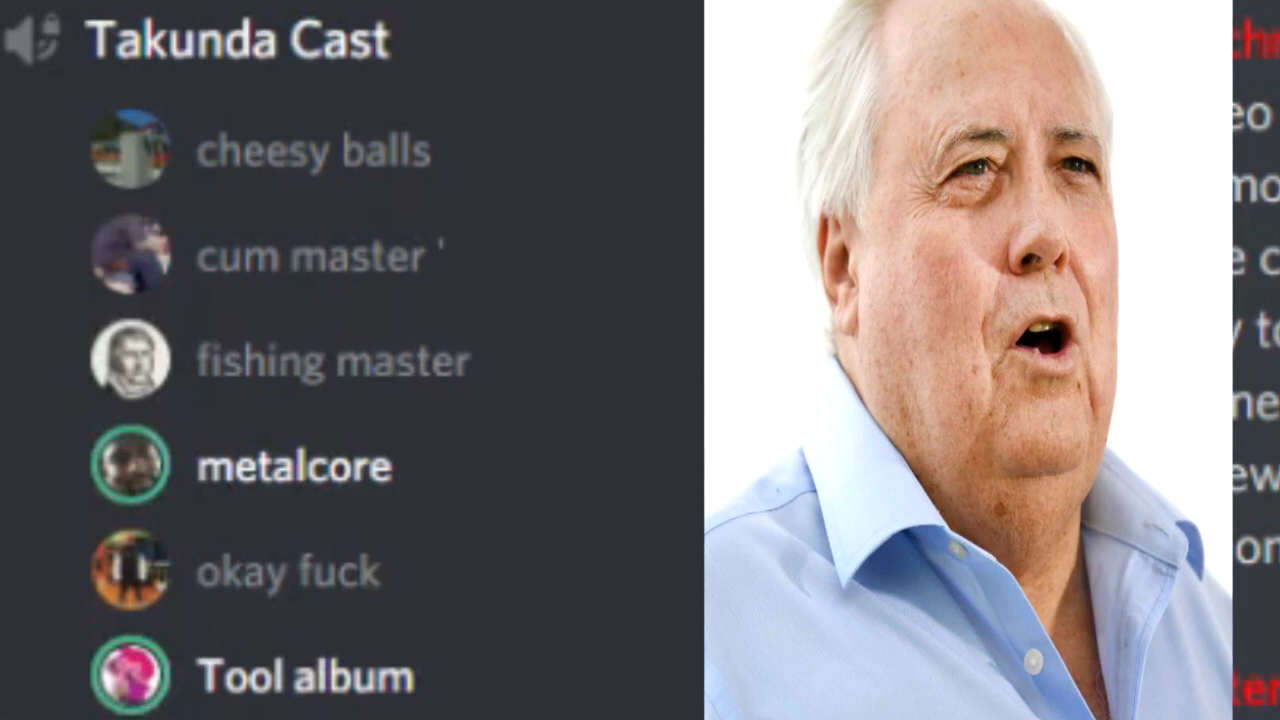 Takunda Cast
cheesy balls
cum master '
fishing master
metalcore
okay fuck
Tool album